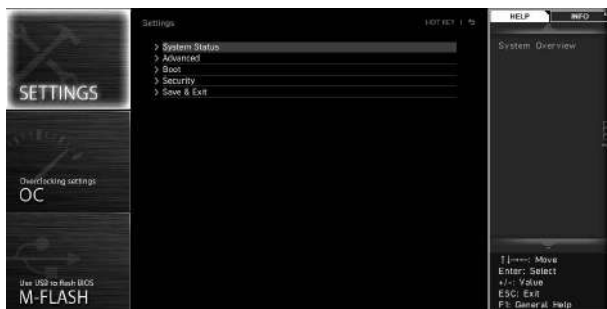 SETTINGS
Overclocking settings
OC
Use USB to flash BIOS
M-FLASH
Settings
HOT KEY |
> System Status
> Advanced
> Boot
> Security
> Save & Exit
HELP
INFO
System Overview
: Move
Enter: Select
+/-: Value
ESC: Exit
F1: General Help